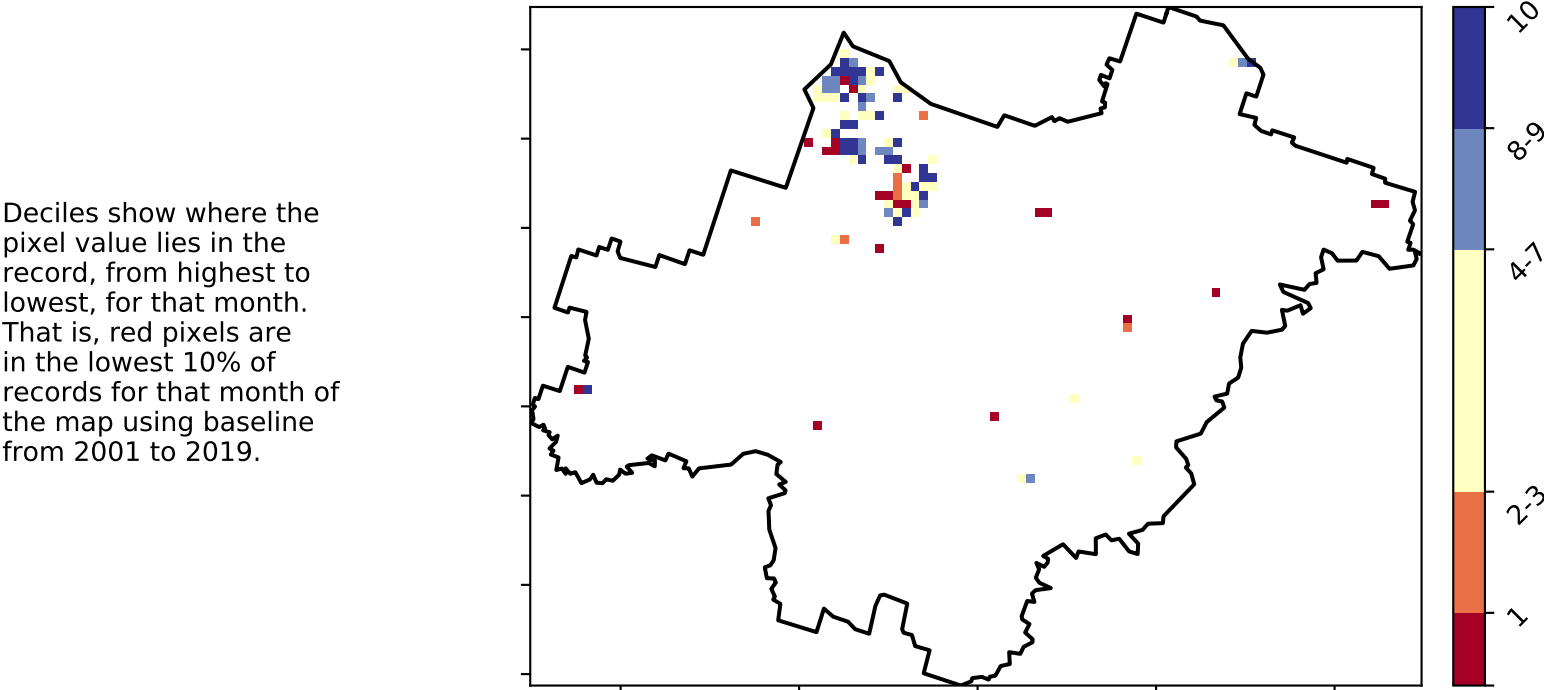 Deciles show where the
pixel value lies in the
record, from highest to
lowest, for that month.
That is, red pixels are
in the lowest 10% of
records for that month of
the map using baseline
from 2001 to 2019.
10
8-9
4-7
2-3
1